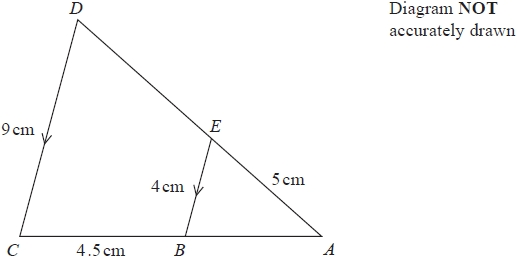 D
Diagram NOT
accurately drawn
9 cm
E
4 cm
5 cm
C
4.5 cm
B
A